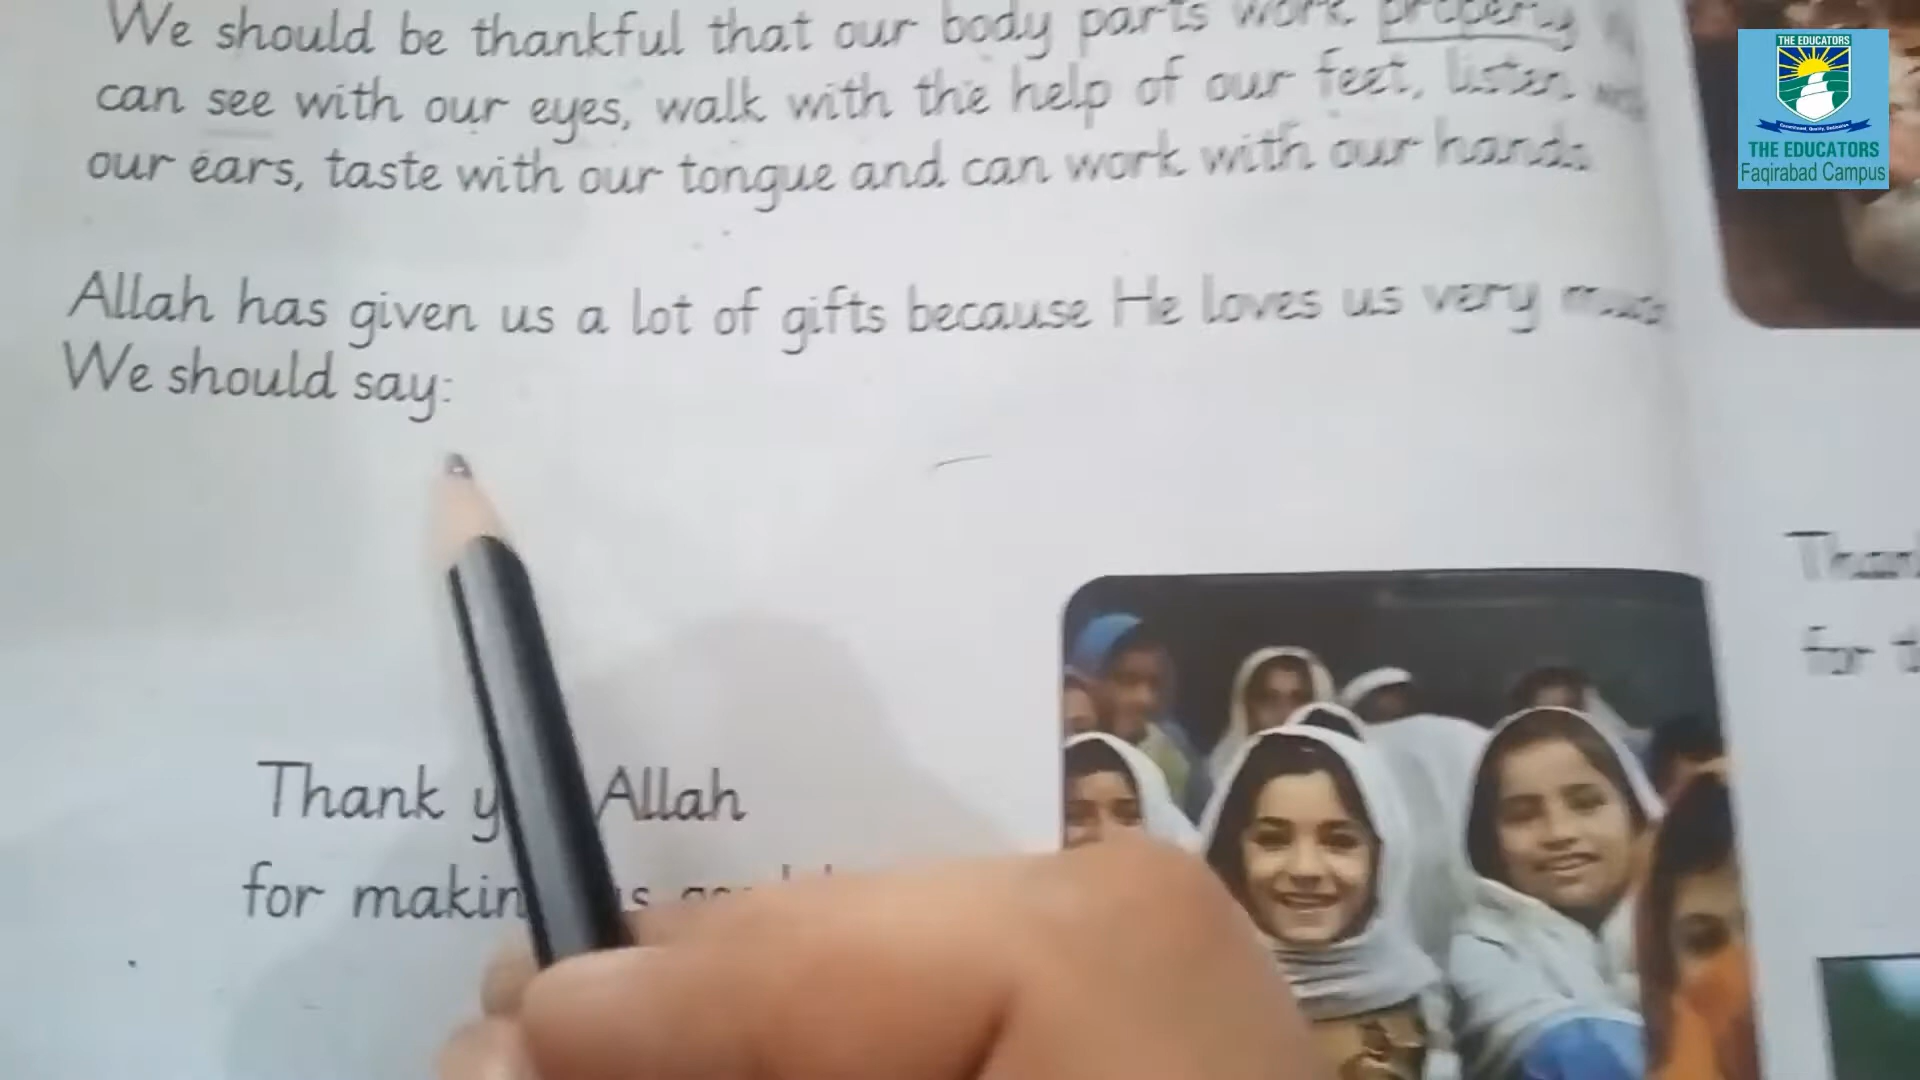 We should be thankful that our body parts work properly
can see with our eyes, walk with the help of our feet, listen
our ears, taste with our tongue and can work with our hands
Allah has given us a lot of gifts because He loves us very
We should say:
Thank Allah
for
THE EDUCATORS
THE EDUCATORS
Faqirabad Campus
for